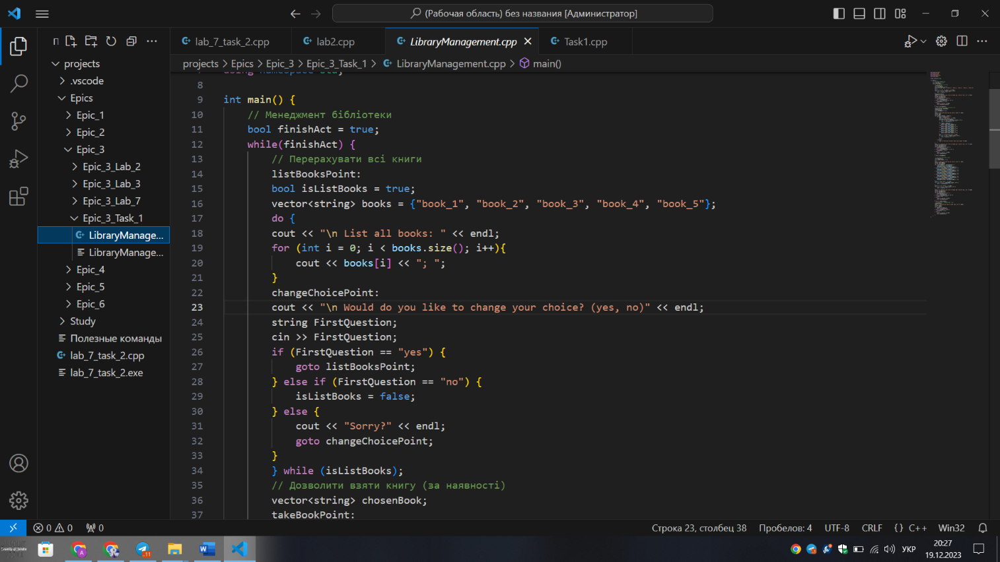 (Рабочая область) без названия [Администратор]
П
lab_7_task_2.cpp
lab2.cpp
LibraryManagement.cpp
Task1.cpp
projects > Epics > Epic_3 > Epic_3_Task_1 > LibraryManagement.cpp > main()
projects
.vscode
Epics
Epic_1
Epic_2
Epic_3
Epic_3_Lab_2
Epic_3_Lab_3
Epic_3_Lab_7
Epic_3_Task_1
LibraryManage...
LibraryManage...
Epic_4
Epic_5
Epic_6
Study
Полезные команды
lab_7_task_2.cpp
lab_7_task_2.exe
7 using namespace std;
8
9 int main() {
10 // Менеджмент бібліотеки
11 bool finishAct = true;
12 while(finishAct) {
13 // Перерахувати всі книги
14 listBooksPoint:
15 bool isListBooks = true;
16 vector<string> books = {"book_1", "book_2", "book_3", "book_4", "book_5"};
17 do {
18 cout << "\n List all books: " << endl;
19 for (int i = 0; i < books.size(); i++){
20 cout << books[i] << "; ";
21 }
22 changeChoicePoint:
23 cout << "\n Would do you like to change your choice? (yes, no)" << endl;
24 string FirstQuestion;
25 cin >> FirstQuestion;
26 if (FirstQuestion == "yes") {
27 goto listBooksPoint;
28 } else if (FirstQuestion == "no") {
29 isListBooks = false;
30 } else {
31 cout << "Sorry?" << endl;
32 goto changeChoicePoint;
33 }
34 } while (isListBooks);
35 // Дозволити взяти книгу (за наявності)
36 vector<string> chosenBook;
37 takeBookPoint:
0 0 0
Строка 23, столбец 38
Пробелов: 4
UTF-8
CRLF
{} C++
Win32
A
11
УКР
20:27
19.12.2023